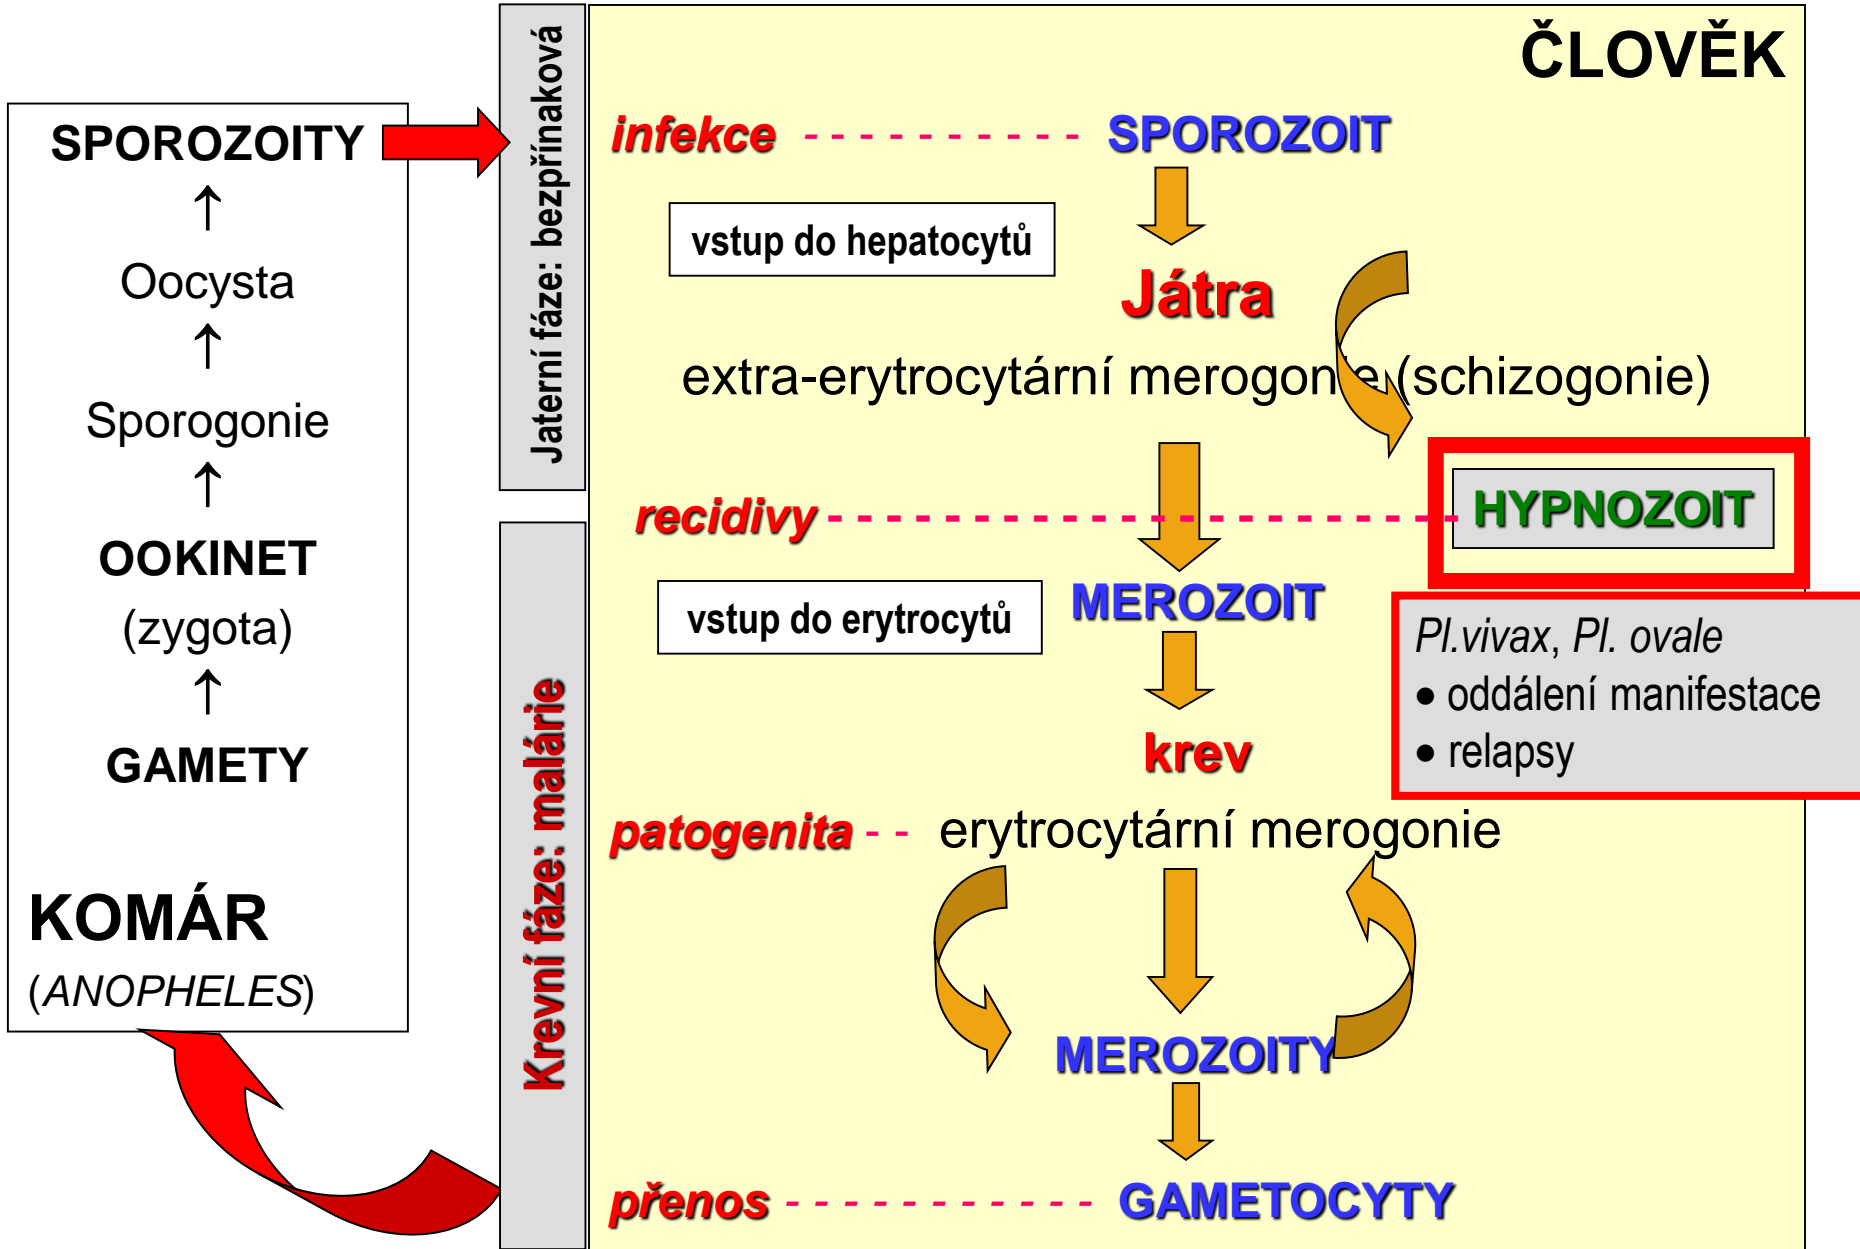 SPOROZOITY
↑
Oocysta
↑
Sporogonie
↑
OOKINET
(zygota)
↑
GAMETY
KOMÁR
(ANOPHELES)
Jaterní fáze: bezpřínaková
Krevní fáze: malárie
ČLOVĚK
infekce - - - - - - - - - - SPOROZOIT
vstup do hepatocytů
Játra
extra-erytrocytární merogonie (schizogonie)
recidivy - - - - - - - - - - - - - - - - - - - - HYPNOZOIT
vstup do erytrocytů
MEROZOIT
Pl.vivax, Pl. ovale
• oddálení manifestace
• relapsy
krev
patogenita - - erytrocytární merogonie
MEROZOITY
přenos - - - - - - - - - - - GAMETOCYTY